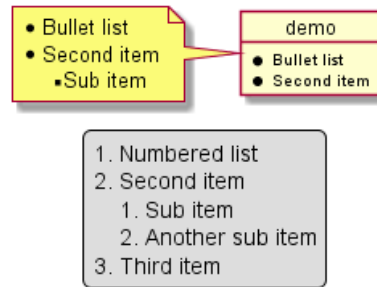 • Bullet list
• Second item
▪Sub item
demo
• Bullet list
• Second item
1. Numbered list
2. Second item
1. Sub item
2. Another sub item
3. Third item